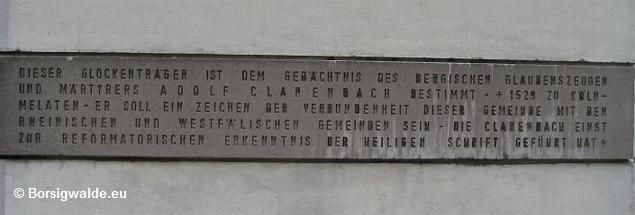 DIESER GLOCKENTRÄGER IST DEM GEDÄCHTNIS DES BERGISCHEN GLAUBENSZEUGEN
UND MÄRTYRERS ADOLF CLARENBACH BESTIMMT - + 1529 ZU KÖLN-
MELATEN - ER SOLL EIN ZEICHEN DER VERBUNDENHEIT DIESER GEMEINDE MIT DEN
RHEINISCHEN UND WESTFÄLISCHEN GEMEINDEN SEIN - DIE CLARENBACH EINST
ZUR REFORMATORISCHEN ERKENNTNIS DER HEILIGEN SCHRIFT GEFÜHRT HAT +
© Borsigwalde.eu